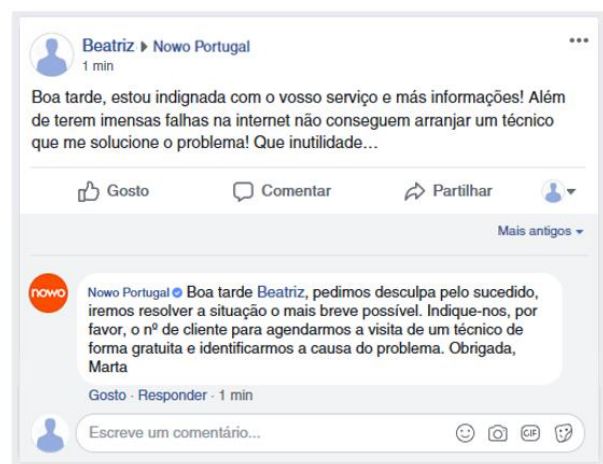 Beatriz Nowo Portugal
1 min
Boa tarde, estou indignada com o vosso serviço e más informações! Além
de terem imensas falhas na internet não conseguem arranjar um técnico
que me solucione o problema! Que inutilidade…
Gosto Comentar Partilhar
Mais antigos
nowo
Nowo Portugal Boa tarde Beatriz, pedimos desculpa pelo sucedido,
iremos resolver a situação o mais breve possível. Indique-nos, por
favor, o nº de cliente para agendarmos a visita de um técnico de
forma gratuita e identificarmos a causa do problema. Obrigada,
Marta
Gosto · Responder · 1 min
Escreve um comentário... GIF